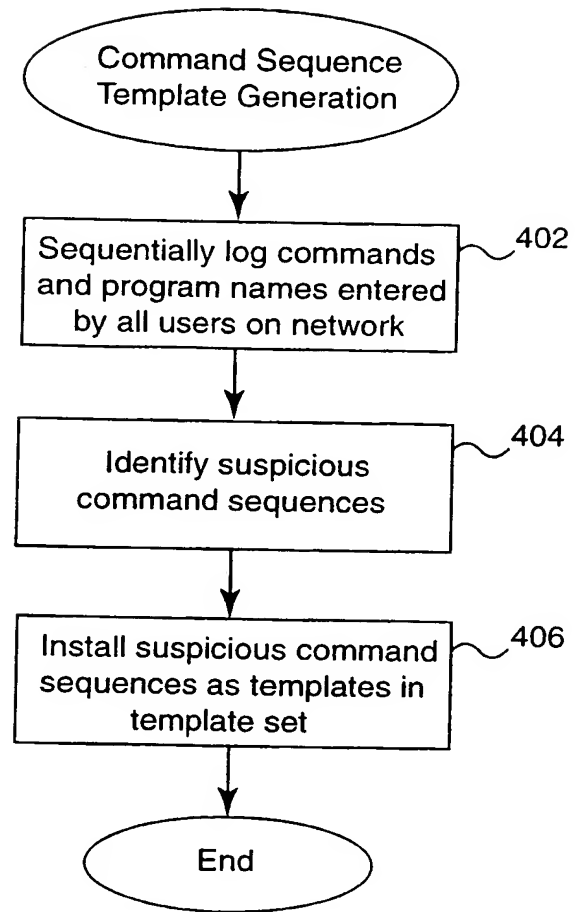 Command Sequence
Template Generation
Sequentially log commands
and program names entered
by all users on network
402
Identify suspicious
command sequences
404
Install suspicious command
sequences as templates in
template set
406
End